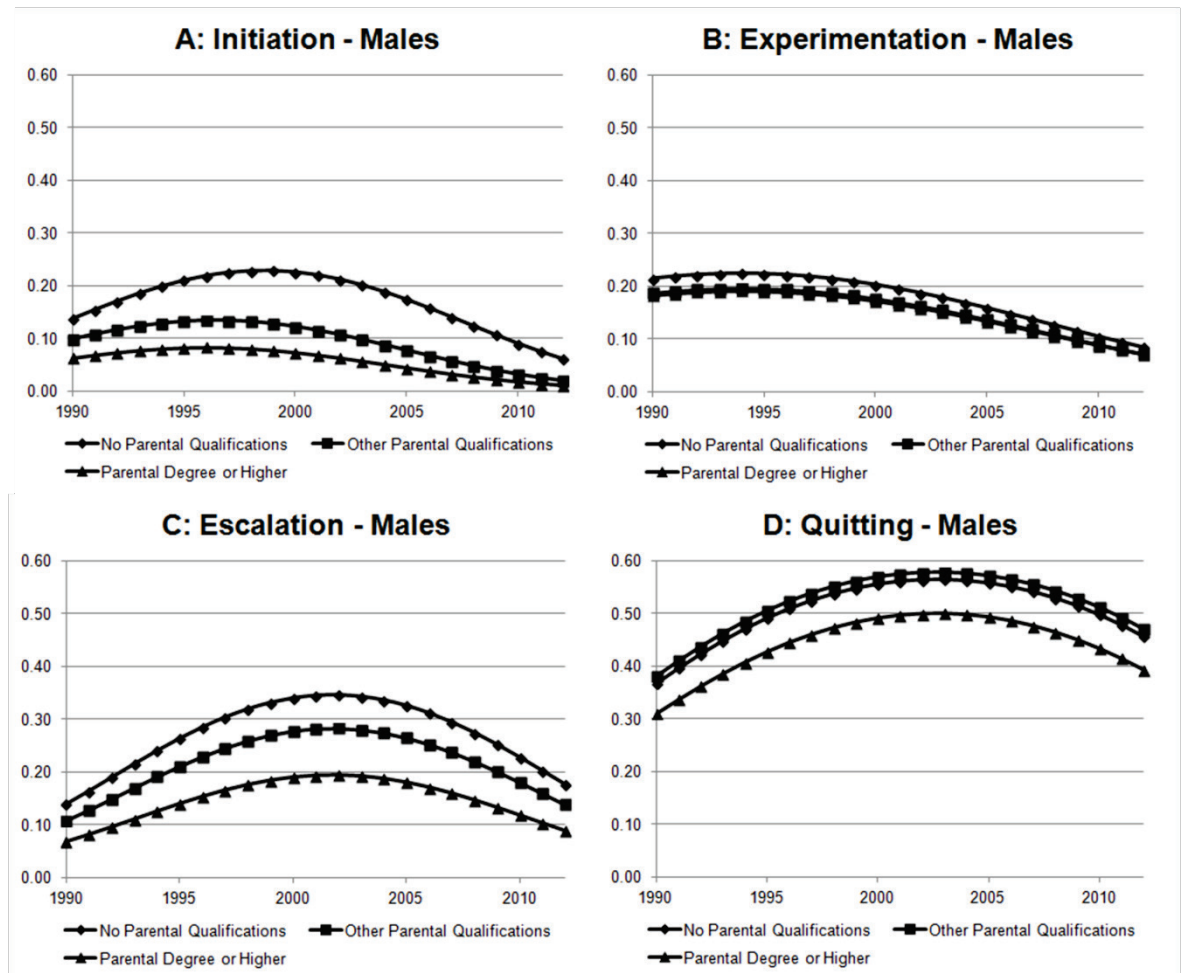 A: Initiation - Males
0.60
0.50
0.40
0.30
0.20
0.10
0.00
1990 1995 2000 2005 2010
No Parental Qualifications Other Parental Qualifications
Parental Degree or Higher
B: Experimentation - Males
0.60
0.50
0.40
0.30
0.20
0.10
0.00
1990 1995 2000 2005 2010
No Parental Qualifications Other Parental Qualifications
Parental Degree or Higher
C: Escalation - Males
0.60
0.50
0.40
0.30
0.20
0.10
0.00
1990 1995 2000 2005 2010
No Parental Qualifications Other Parental Qualifications
Parental Degree or Higher
D: Quitting - Males
0.60
0.50
0.40
0.30
0.20
0.10
0.00
1990 1995 2000 2005 2010
No Parental Qualifications Other Parental Qualifications
Parental Degree or Higher